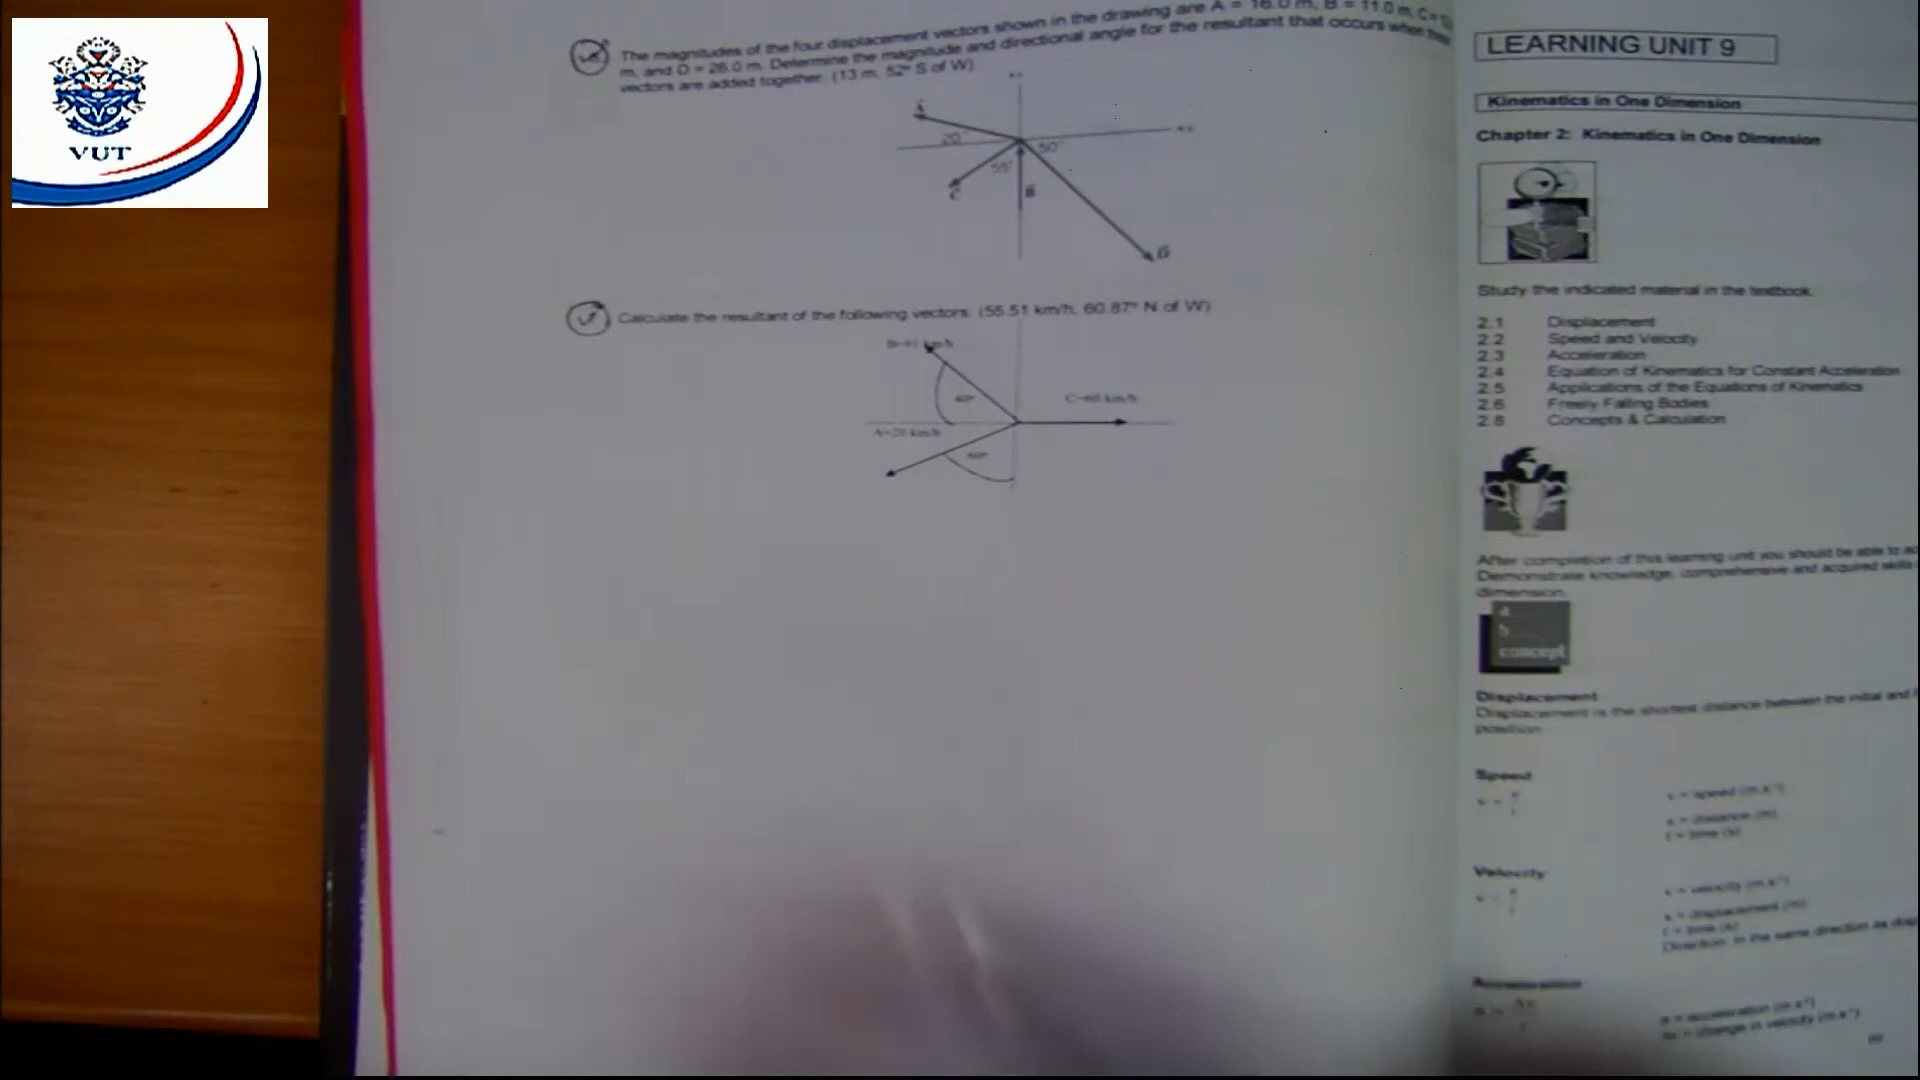 VUT
The magnitudes of the four displacement vectors shown in the drawing are A = 16.0 m, B = 11.0 m, C =
m, and D = 26.0 m. Determine the magnitude and directional angle for the resultant that occurs when these
vectors are added together. (13 m, 52° S of W)
+x
A
20°
50°
55°
C
B
D
Calculate the resultant of the following vectors. (55.51 km/h, 60.87° N of W)
km/h
40°
C=60 km/h
A=20 km/h
60°
LEARNING UNIT 9
Kinematics in One Dimension
Chapter 2: Kinematics in One Dimension
Study the indicated material in the textbook.
2.1 Displacement
2.2 Speed and Velocity
2.3 Acceleration
2.4 Equation of Kinematics for Constant Acceleration
2.5 Applications of the Equations of Kinematics
2.6 Freely Falling Bodies
2.8 Concepts & Calculation
After completion of this learning unit you should be able to
Demonstrate knowledge, comprehensive and acquired skills
dimension.
a
b
concept
Displacement
Displacement is the shortest distance between the initial and
position
Speed
v = speed (m.s⁻¹)
s = distance (m)
t = time (s)
Velocity
v = velocity (m.s⁻¹)
s = displacement (m)
t = time (s)
Direction: In the same direction as
Acceleration
a = acceleration (m.s⁻²)
Δv = change in velocity (m.s⁻¹)